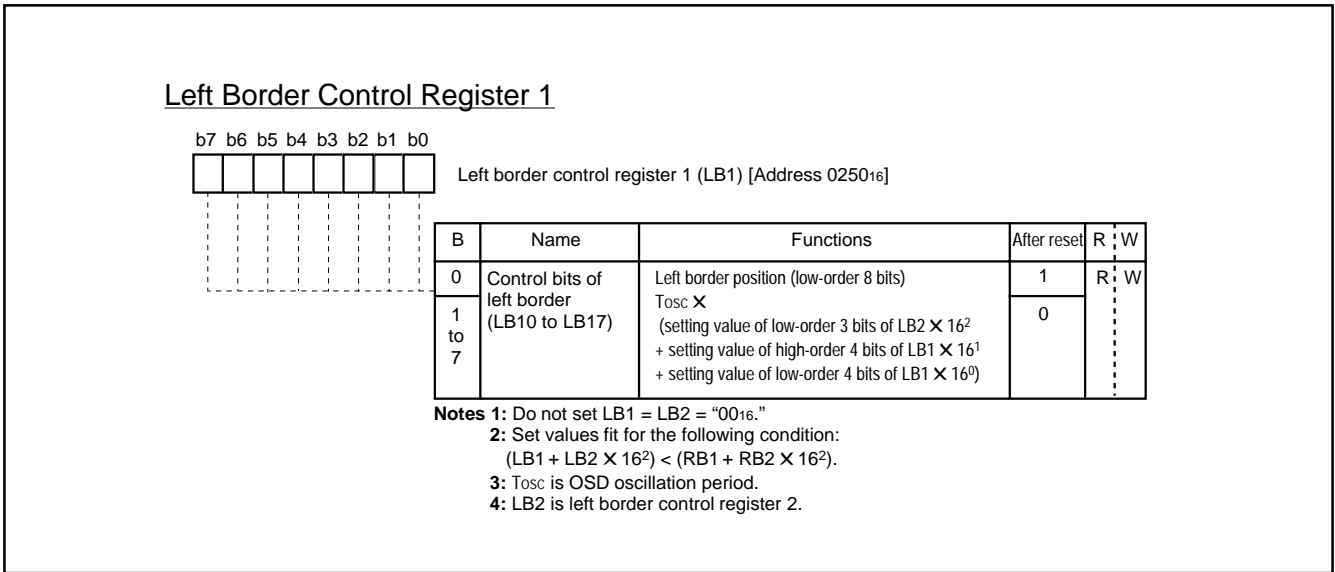 Left Border Control Register 1
b7 b6 b5 b4 b3 b2 b1 b0
Left border control register 1 (LB1) [Address 0250₁₆]
B Name Functions After reset R W
0 Control bits of left border (LB10 to LB17) Left border position (low-order 8 bits) 1 R W
1 to 7 0
Tosc ✕
(setting value of low-order 3 bits of LB2 ✕ 16²
+ setting value of high-order 4 bits of LB1 ✕ 16¹
+ setting value of low-order 4 bits of LB1 ✕ 16⁰)
Notes 1: Do not set LB1 = LB2 = “00₁₆.”
2: Set values fit for the following condition:
(LB1 + LB2 ✕ 16²) < (RB1 + RB2 ✕ 16²).
3: Tosc is OSD oscillation period.
4: LB2 is left border control register 2.